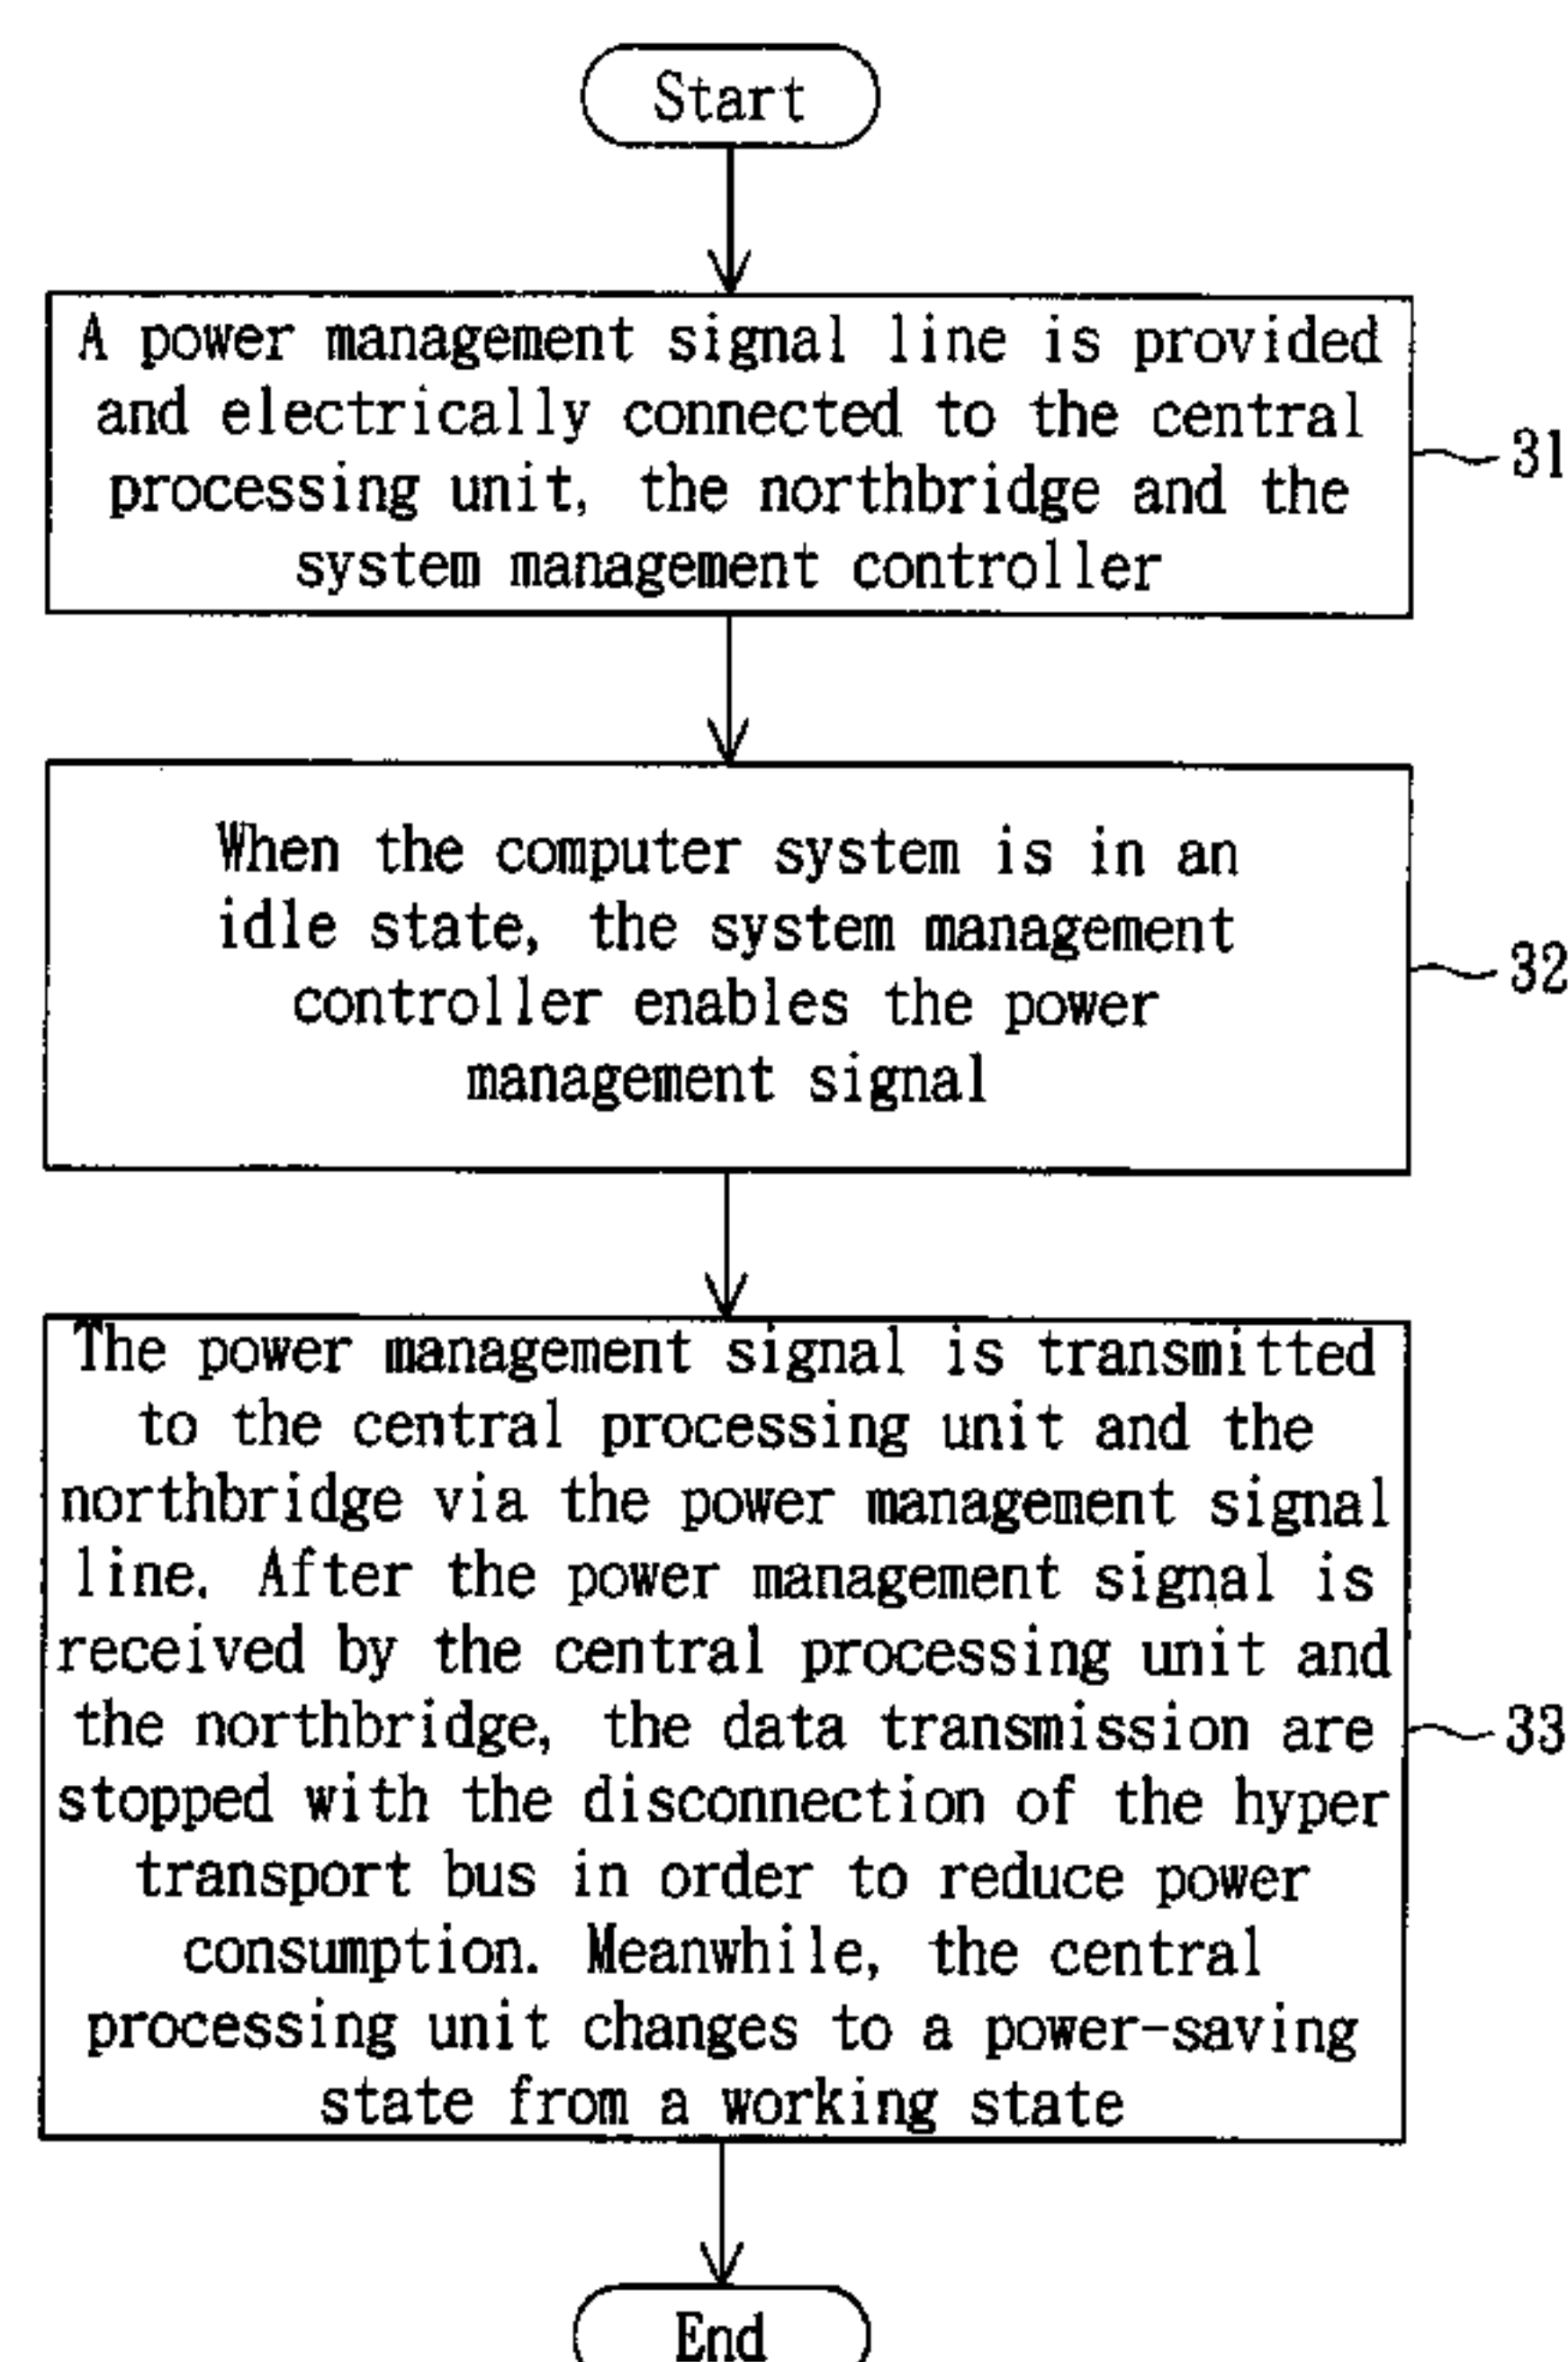 Start
A power management signal line is provided
and electrically connected to the central
processing unit, the northbridge and the
system management controller
31
When the computer system is in an
idle state, the system management
controller enables the power
management signal
32
The power management signal is transmitted
to the central processing unit and the
northbridge via the power management signal
line. After the power management signal is
received by the central processing unit and
the northbridge, the data transmission are
stopped with the disconnection of the hyper
transport bus in order to reduce power
consumption. Meanwhile, the central
processing unit changes to a power-saving
state from a working state
33
End